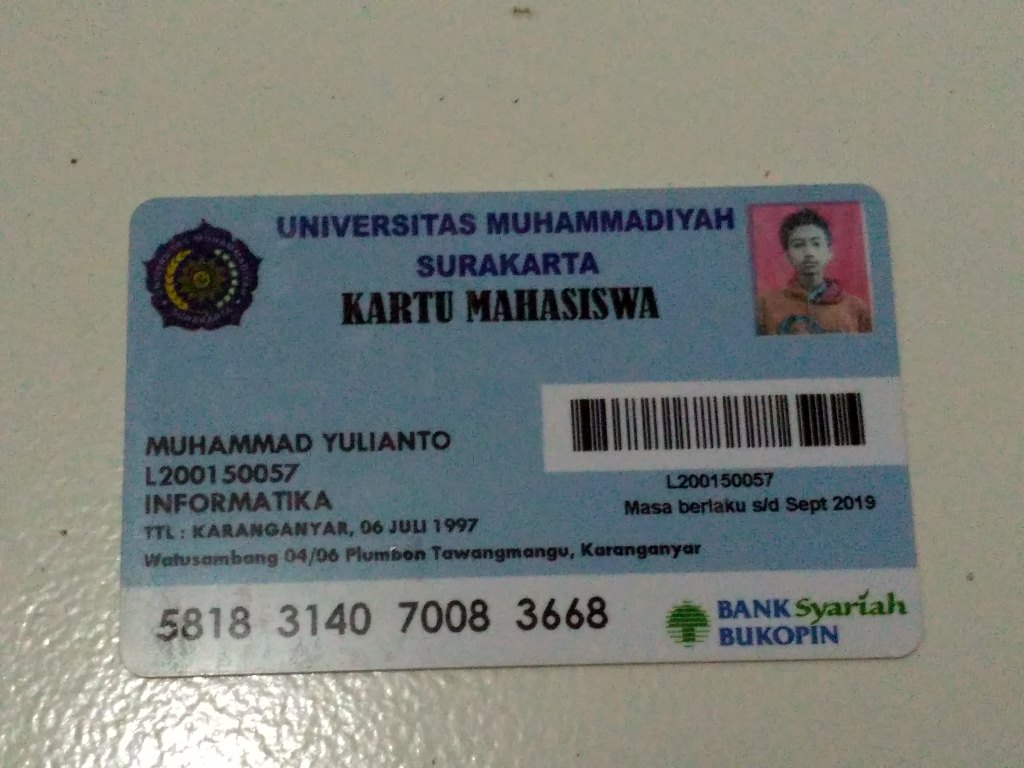 UNIVERSITAS MUHAMMADIYAH
SURAKARTA
KARTU MAHASISWA
MUHAMMAD YULIANTO
L200150057
INFORMATIKA
TTL : KARANGANYAR, 06 JULI 1997
Watusambang 04/06 Plumbon Tawangmangu, Karanganyar
L200150057
Masa berlaku s/d Sept 2019
5818 3140 7008 3668
BANK Syariah
BUKOPIN